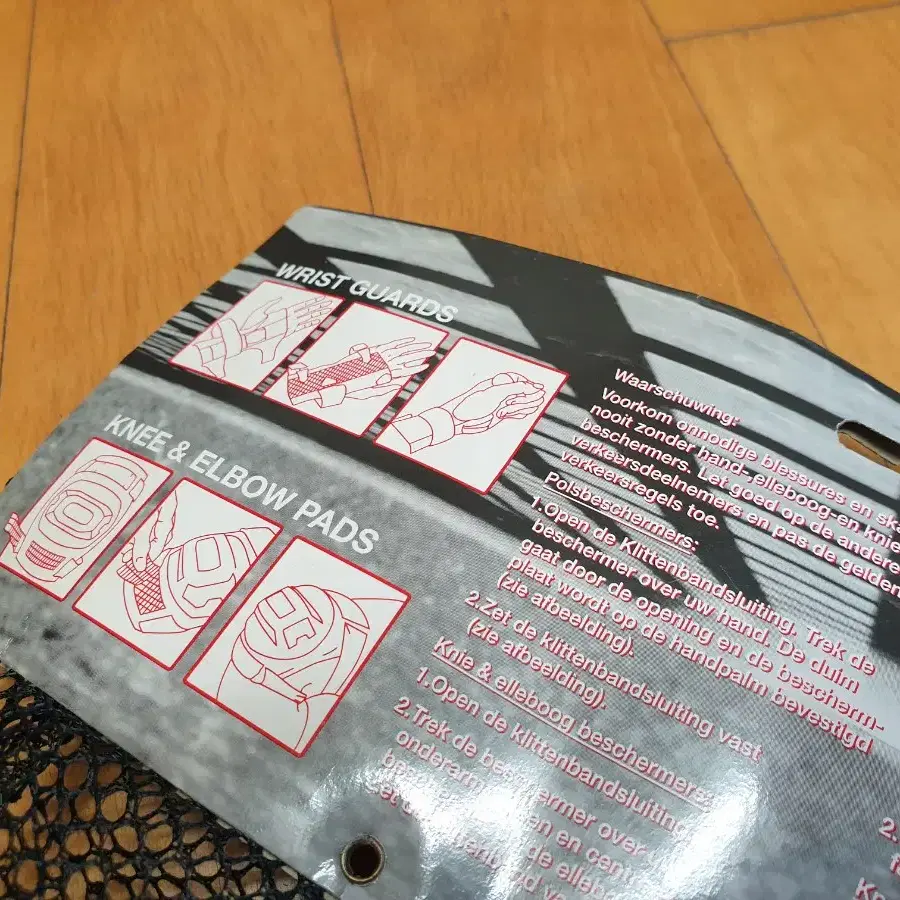 WRIST GUARDS
KNEE & ELBOW PADS
Waarschuwing:
Voorkom onnodige blessures en
nooit zonder hand-,elleboog-en, knie
beschermers. Let goed op de andere
verkeersdeelnemers en pas de
verkeersregels toe.
Polsbeschermers:
1.Open de Klittenbandsluiting. Trek de
beschermer over uw hand. De duim
gaat door de opening en de bescherm-
plaat wordt op de handpalm bevestigd
(zie afbeelding).
2.Zet de klittenbandsluiting vast
(zie afbeelding).
Knie & elleboog beschermers
1.Open de klittenbandsluiting
2.Trek de beschermer over
en
de
2.